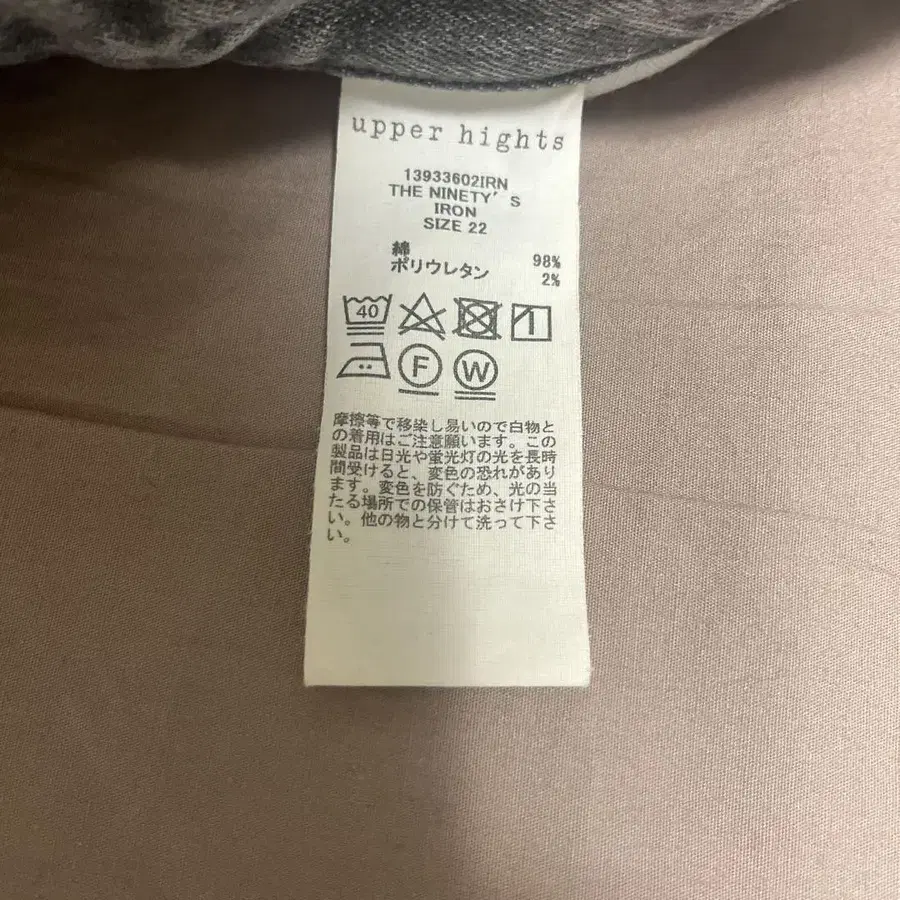 upper hights
13933602IRN
THE NINETY'S
IRON
SIZE 22
綿 98%
ポリウレタン 2%
40
F W
摩擦等で移染し易いので白物と
の着用はご注意願います。この
製品は日光や蛍光灯の光を長時
間受けると、変色の恐れがあり
ます。変色を防ぐため、光の当
たる場所での保管はおさけ下さ
い。他の物と分けて洗って下さ
い。